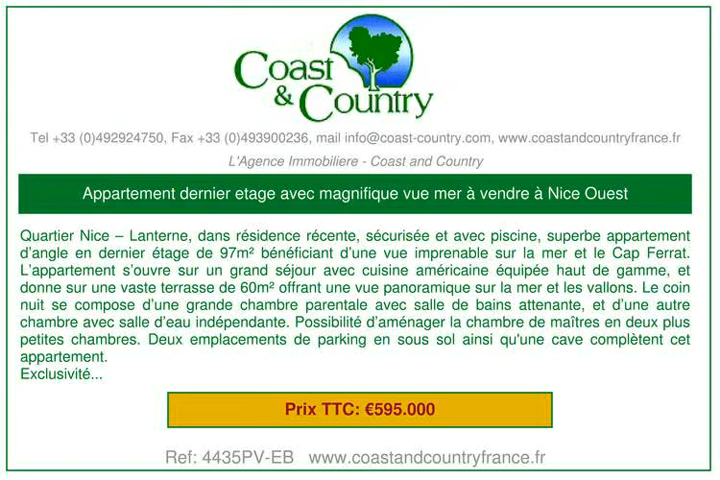 Coast
& Country
Tel +33 (0)492924750, Fax +33 (0)493900236, mail info@coast-country.com, www.coastandcountryfrance.fr
L'Agence Immobiliere - Coast and Country
Appartement dernier etage avec magnifique vue mer à vendre à Nice Ouest
Quartier Nice – Lanterne, dans résidence récente, sécurisée et avec piscine, superbe appartement
d'angle en dernier étage de 97m² bénéficiant d'une vue imprenable sur la mer et le Cap Ferrat.
L'appartement s'ouvre sur un grand séjour avec cuisine américaine équipée haut de gamme, et
donne sur une vaste terrasse de 60m² offrant une vue panoramique sur la mer et les vallons. Le coin
nuit se compose d'une grande chambre parentale avec salle de bains attenante, et d'une autre
chambre avec salle d'eau indépendante. Possibilité d'aménager la chambre de maîtres en deux plus
petites chambres. Deux emplacements de parking en sous sol ainsi qu'une cave complètent cet
appartement.
Exclusivité...
Prix TTC: €595.000
Ref: 4435PV-EB www.coastandcountryfrance.fr